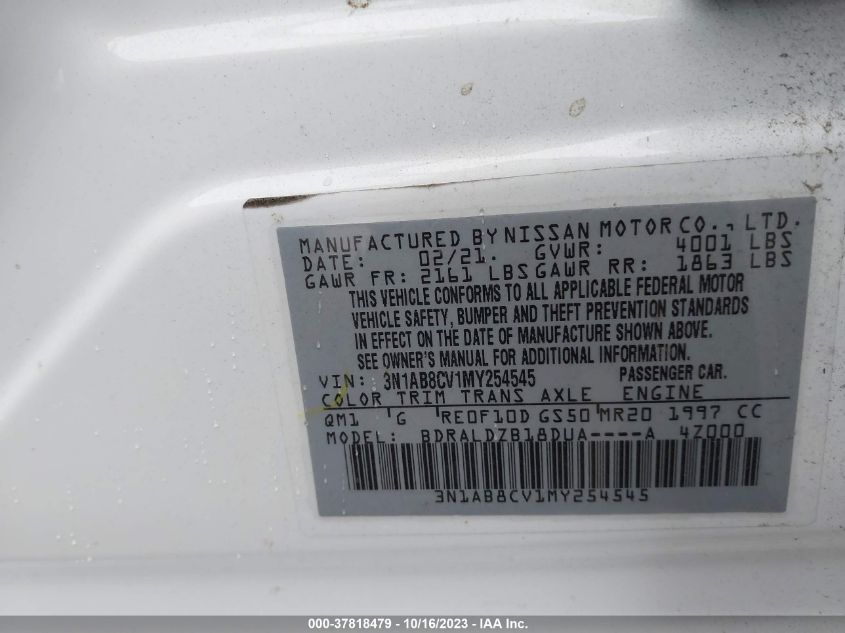 MANUFACTURED BY NISSAN MOTOR CO., LTD.
DATE: 02/21. GVWR: 4001 LBS
GAWR FR: 2161 LBS GAWR RR: 1863 LBS
THIS VEHICLE CONFORMS TO ALL APPLICABLE FEDERAL MOTOR
VEHICLE SAFETY, BUMPER AND THEFT PREVENTION STANDARDS
IN EFFECT ON THE DATE OF MANUFACTURE SHOWN ABOVE.
SEE OWNER'S MANUAL FOR ADDITIONAL INFORMATION.
VIN: 3N1AB8CV1MY254545 PASSENGER CAR.
COLOR TRIM TRANS AXLE ENGINE
QM1 'G 'RE0F10D GS50'MR20 1997 CC
MODEL: BDRALDZB18DUA----A 4Z000
3N1AB8CV1MY254545
000-37818479 - 10/16/2023 - IAA Inc.